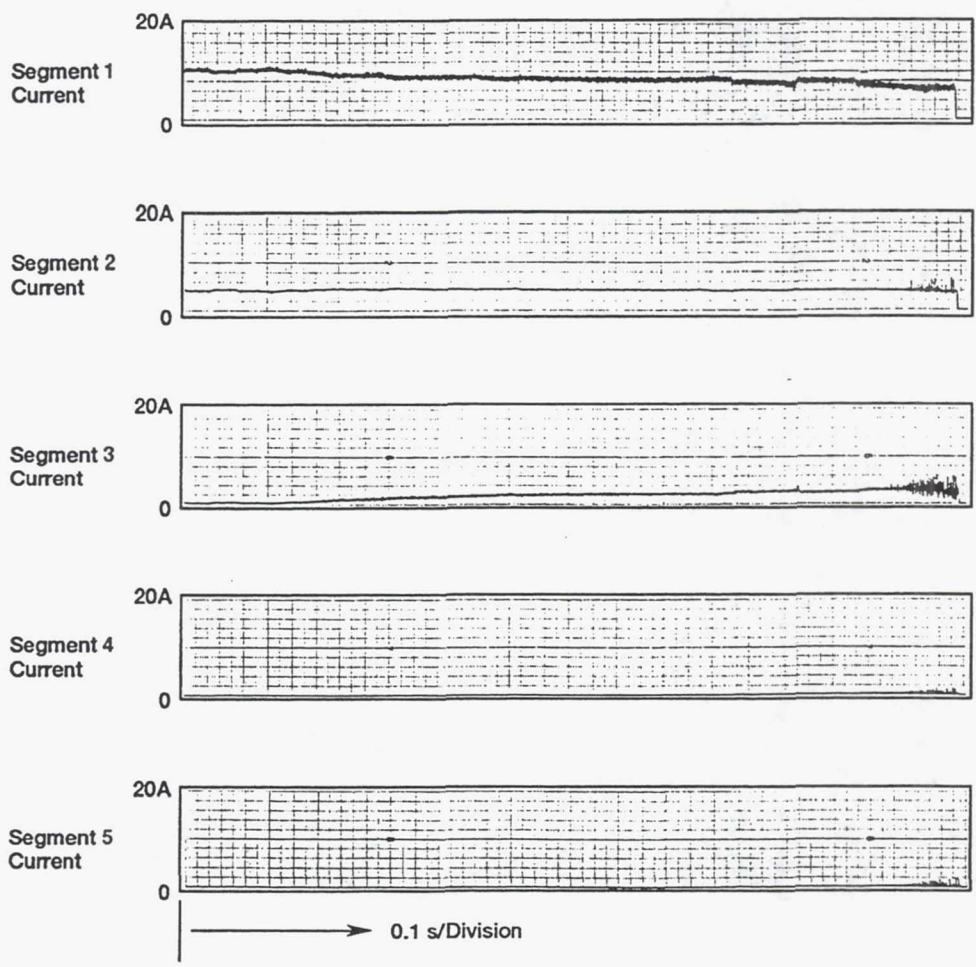 20A
Segment 1
Current
0
20A
Segment 2
Current
0
20A
Segment 3
Current
0
20A
Segment 4
Current
0
20A
Segment 5
Current
0
0.1 s/Division